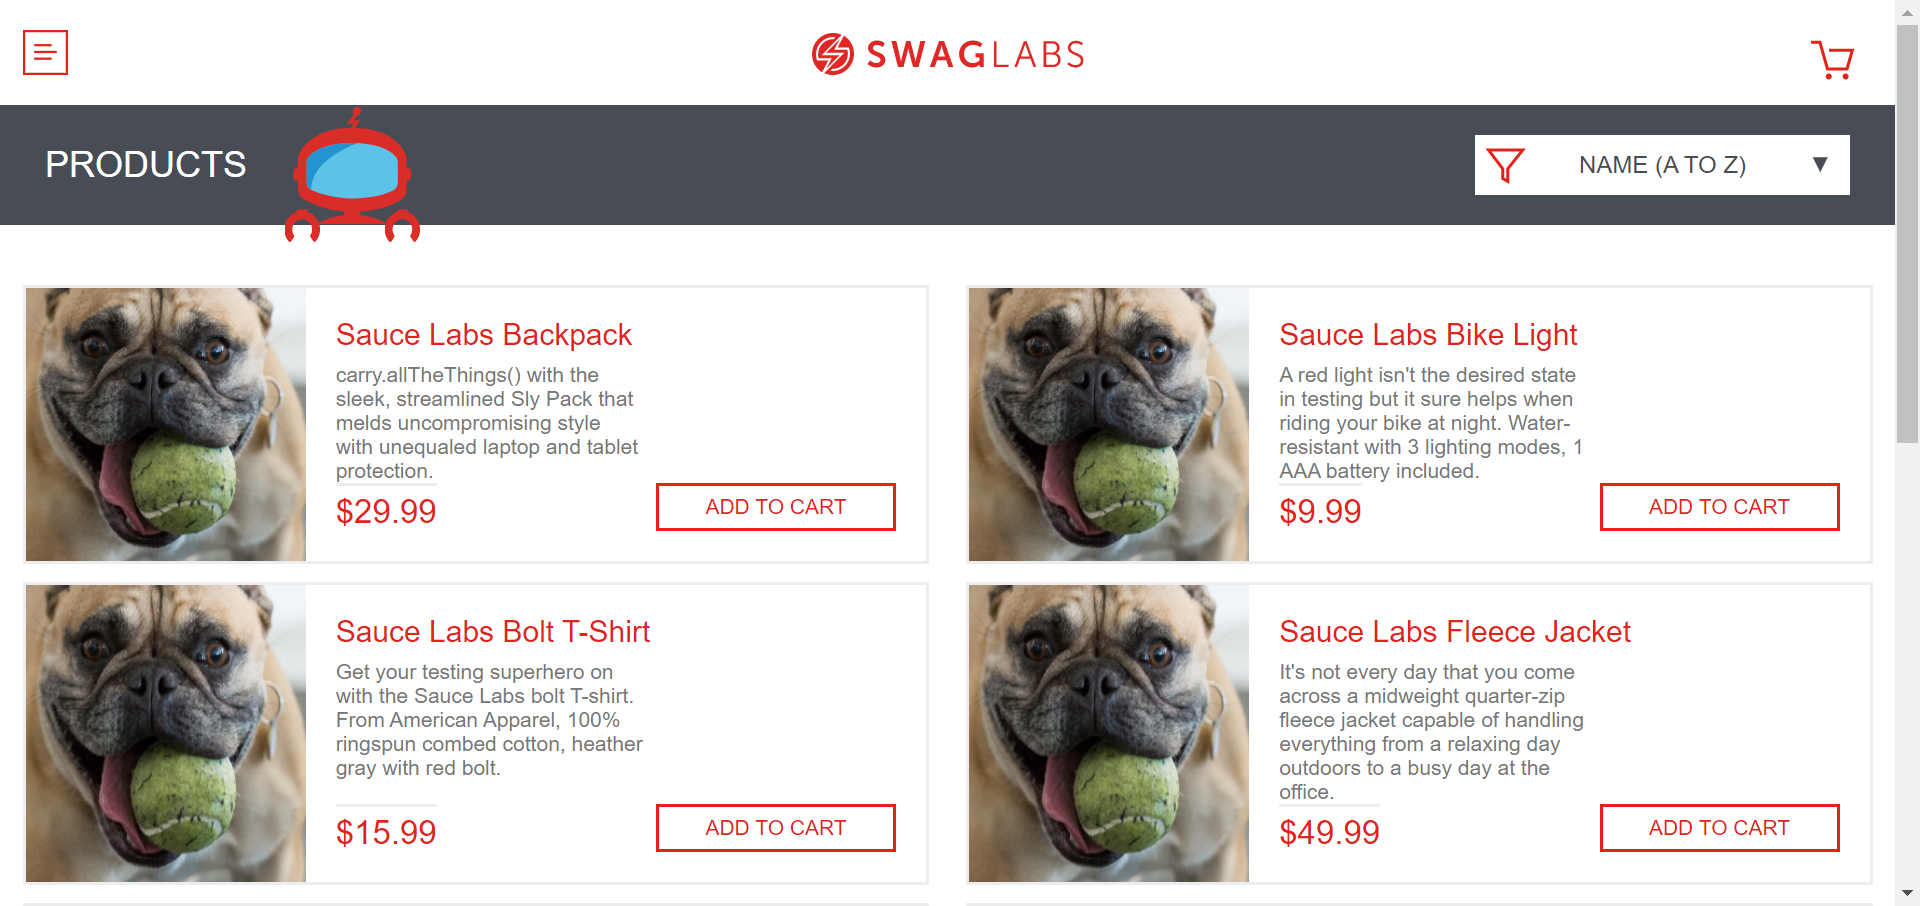 SWAGLABS
PRODUCTS
NAME (A TO Z)
Sauce Labs Backpack
carry.allTheThings() with the
sleek, streamlined Sly Pack that
melds uncompromising style
with unequaled laptop and tablet
protection.
$29.99
ADD TO CART
Sauce Labs Bike Light
A red light isn't the desired state
in testing but it sure helps when
riding your bike at night. Water-
resistant with 3 lighting modes, 1
AAA battery included.
$9.99
ADD TO CART
Sauce Labs Bolt T-Shirt
Get your testing superhero on
with the Sauce Labs bolt T-shirt.
From American Apparel, 100%
ringspun combed cotton, heather
gray with red bolt.
$15.99
ADD TO CART
Sauce Labs Fleece Jacket
It's not every day that you come
across a midweight quarter-zip
fleece jacket capable of handling
everything from a relaxing day
outdoors to a busy day at the
office.
$49.99
ADD TO CART